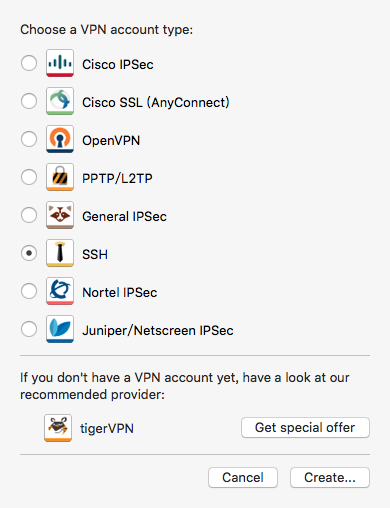 Choose a VPN account type:
Cisco IPSec
Cisco SSL (AnyConnect)
OpenVPN
PPTP/L2TP
General IPSec
SSH
Nortel IPSec
Juniper/Netscreen IPSec
If you don't have a VPN account yet, have a look at our
recommended provider:
tigerVPN
Get special offer
Cancel
Create...